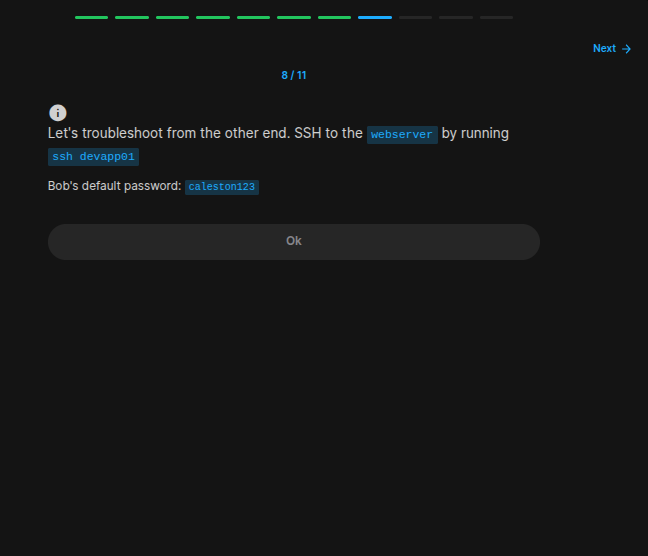 Next →
8 / 11
Let's troubleshoot from the other end. SSH to the webserver by running
ssh devapp01
Bob's default password: caleston123
Ok